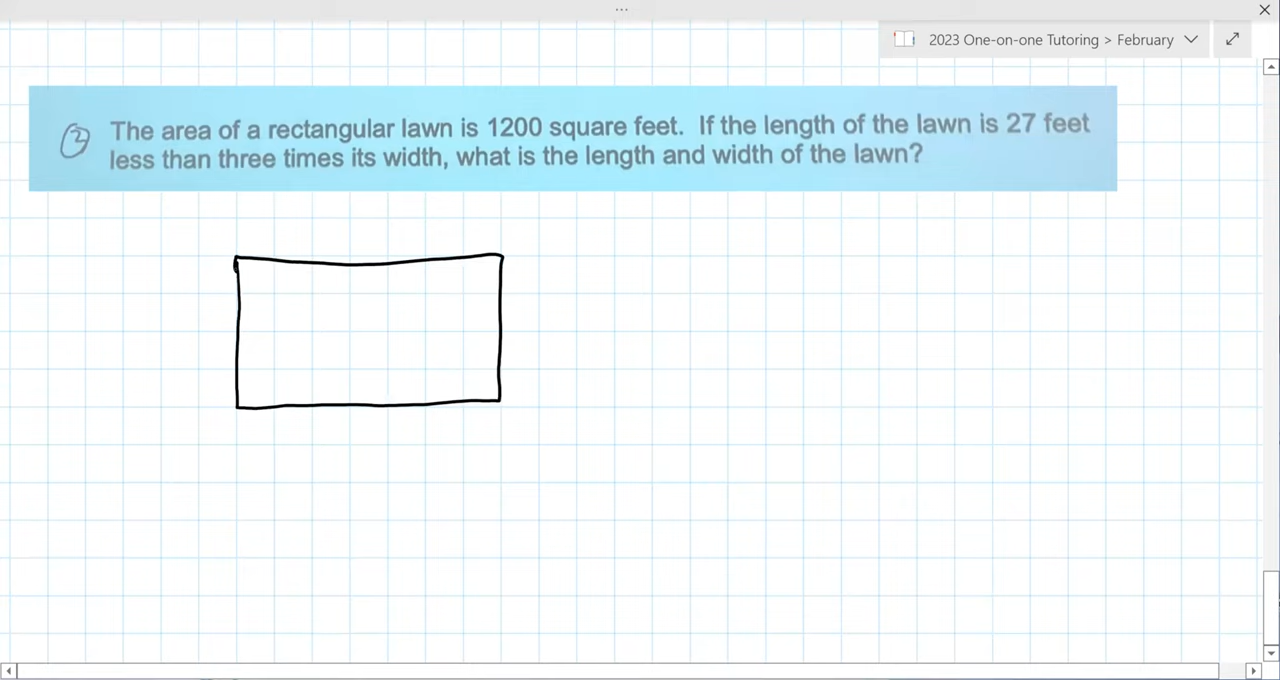 ...
2023 One-on-one Tutoring > February
② The area of a rectangular lawn is 1200 square feet. If the length of the lawn is 27 feet
less than three times its width, what is the length and width of the lawn?